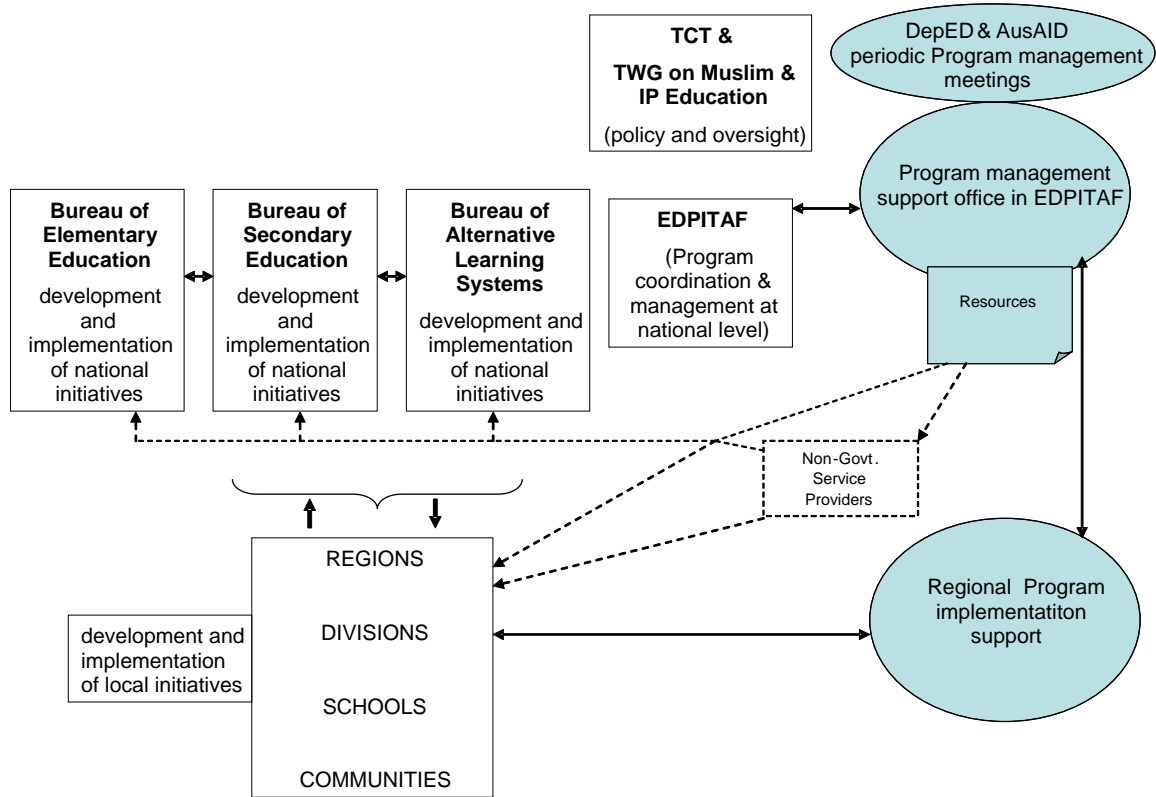 TCT &
TWG on Muslim &
IP Education
(policy and oversight)
DepED & AusAID
periodic Program management
meetings
Program management
support office in EDPITAF
Bureau of
Elementary
Education
development
and
implementation
of national
initiatives
Bureau of
Secondary
Education
development
and
implementation
of national
initiatives
Bureau of
Alternative
Learning
Systems
development and
implementation
of national
initiatives
EDPITAF
(Program
coordination &
management at
national level)
Resources
Non-Govt.
Service
Providers
REGIONS
DIVISIONS
SCHOOLS
COMMUNITIES
development and
implementation
of local initiatives
Regional Program
implementatiton
support